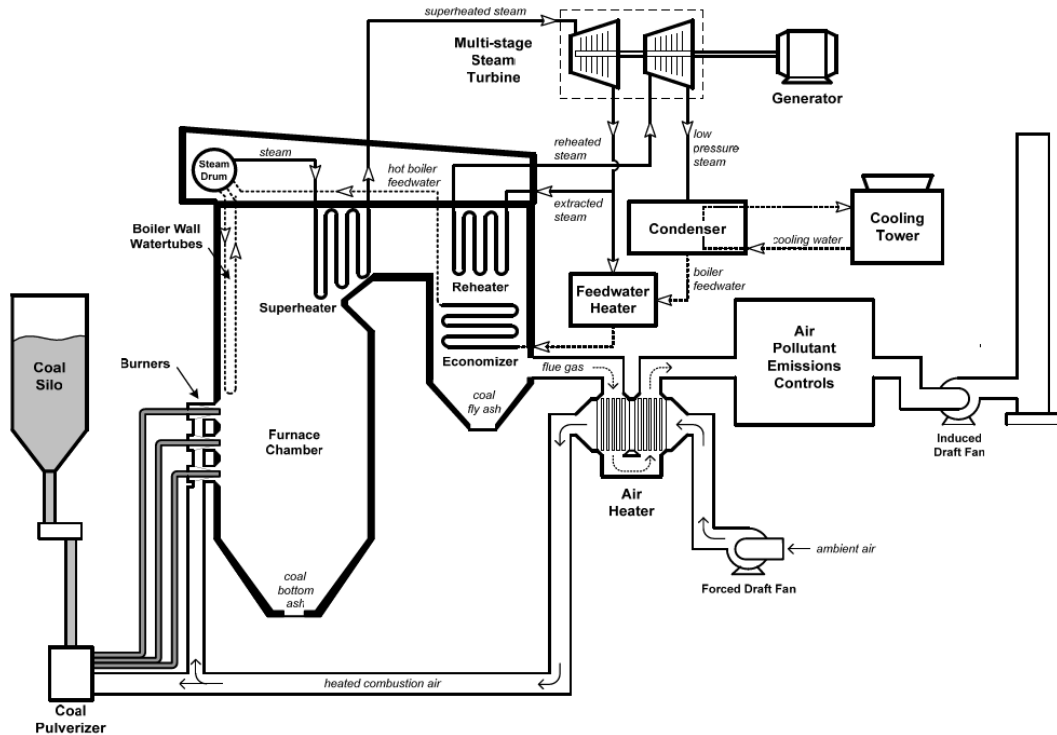 superheated steam
Multi-stage
Steam
Turbine
Generator
steam
Steam
Drum
hot boiler
feedwater
reheated
steam
extracted
steam
low
pressure
steam
Boiler Wall
Watertubes
Superheater
Reheater
Condenser
cooling water
Cooling
Tower
Feedwater
Heater
boiler
feedwater
Economizer
Coal
Silo
Burners
flue gas
Air
Pollutant
Emissions
Controls
coal
fly ash
Furnace
Chamber
Induced
Draft Fan
Air
Heater
ambient air
Forced Draft Fan
coal
bottom
ash
heated combustion air
Coal
Pulverizer